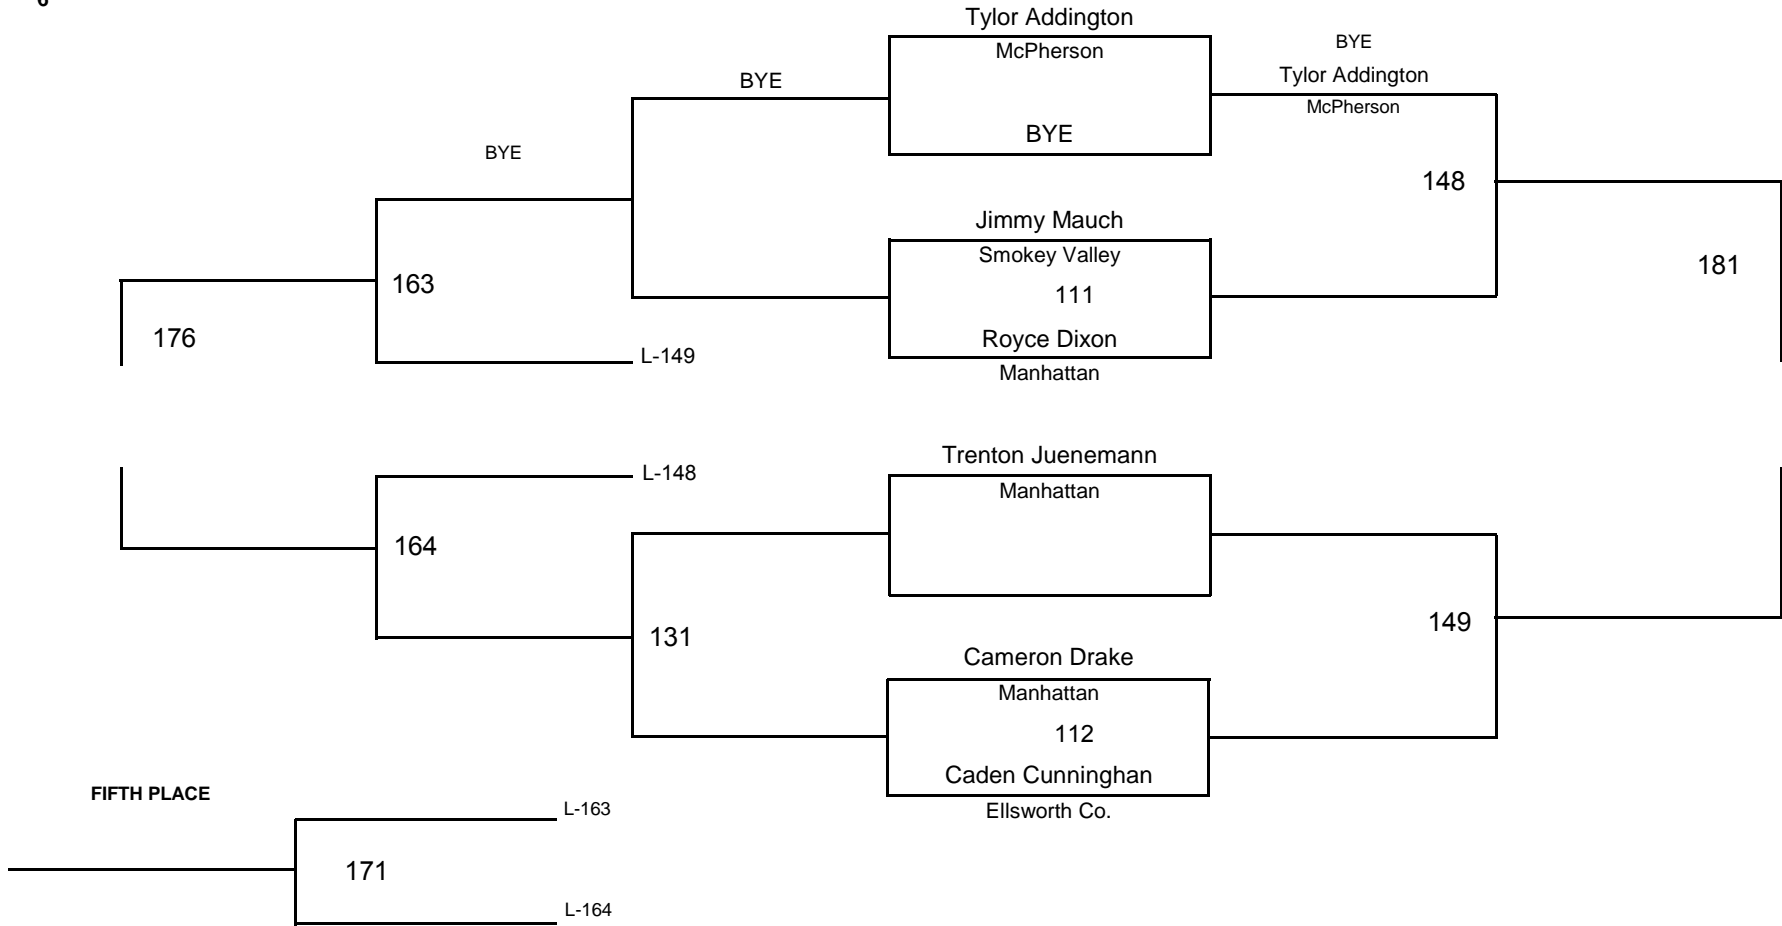 6
Tylor Addington
McPherson
BYE
BYE
Tylor Addington
McPherson
BYE
BYE
148
Jimmy Mauch
Smokey Valley
111
Royce Dixon
Manhattan
181
163
176
L-149
Trenton Juenemann
Manhattan
L-148
164
131
149
Cameron Drake
Manhattan
112
Caden Cunninghan
Ellsworth Co.
FIFTH PLACE
L-163
171
L-164